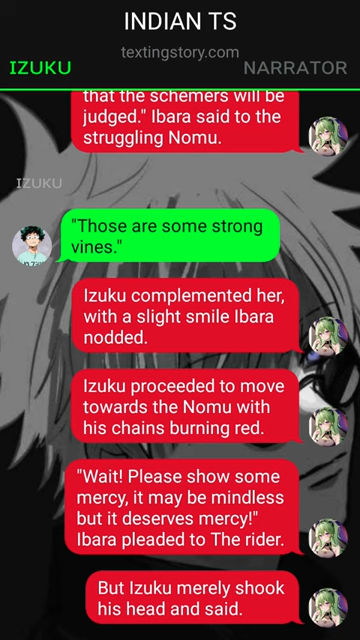 INDIAN TS
textingstory.com
IZUKU
NARRATOR
that the schemers will be
judged." Ibara said to the
struggling Nomu.
IZUKU
"Those are some strong
vines."
Izuku complemented her,
with a slight smile Ibara
nodded.
Izuku proceeded to move
towards the Nomu with
his chains burning red.
"Wait! Please show some
mercy, it may be mindless
but it deserves mercy!"
Ibara pleaded to The rider.
But Izuku merely shook
his head and said.